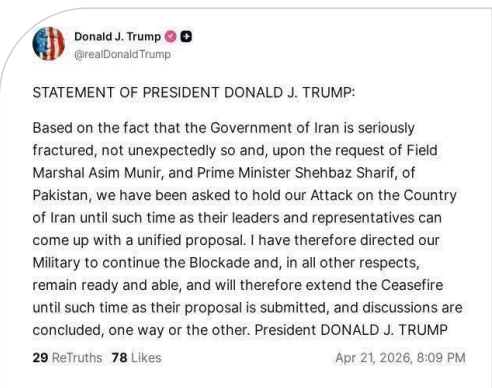 Donald J. Trump
@realDonaldTrump
STATEMENT OF PRESIDENT DONALD J. TRUMP:
Based on the fact that the Government of Iran is seriously
fractured, not unexpectedly so and, upon the request of Field
Marshal Asim Munir, and Prime Minister Shehbaz Sharif, of
Pakistan, we have been asked to hold our Attack on the Country
of Iran until such time as their leaders and representatives can
come up with a unified proposal. I have therefore directed our
Military to continue the Blockade and, in all other respects,
remain ready and able, and will therefore extend the Ceasefire
until such time as their proposal is submitted, and discussions are
concluded, one way or the other. President DONALD J. TRUMP
29 ReTruths 78 Likes Apr 21, 2026, 8:09 PM